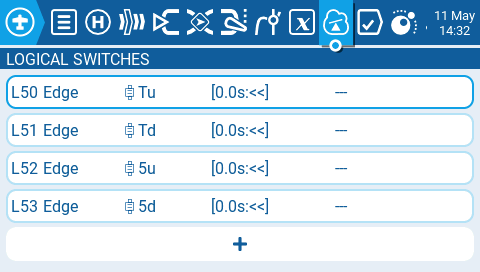 11 May
14:32
LOGICAL SWITCHES
L50 Edge Tu [0.0s:<<] ---
L51 Edge Td [0.0s:<<] ---
L52 Edge 5u [0.0s:<<] ---
L53 Edge 5d [0.0s:<<] ---
+